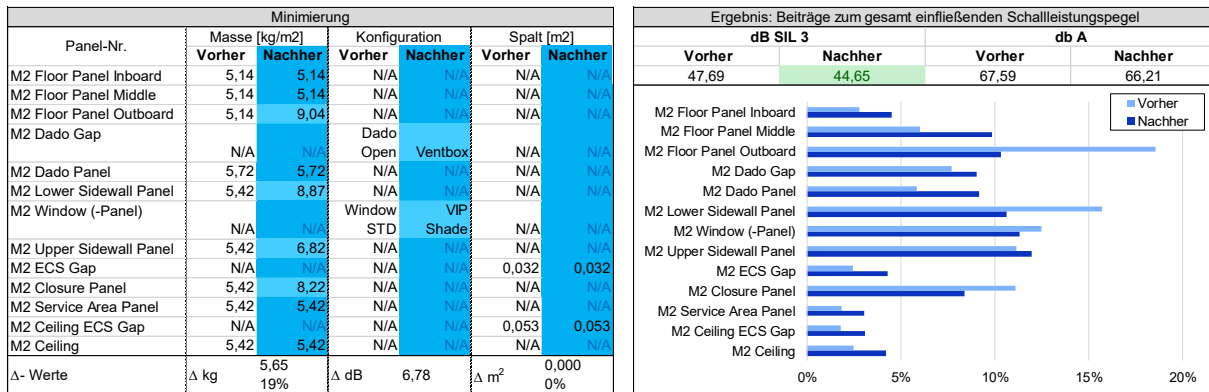 Minimierung
Panel-Nr. Masse [kg/m2] Konfiguration Spalt [m2]
Vorher Nachher Vorher Nachher Vorher Nachher
M2 Floor Panel Inboard 5,14 5,14 N/A N/A N/A N/A
M2 Floor Panel Middle 5,14 5,14 N/A N/A N/A N/A
M2 Floor Panel Outboard 5,14 9,04 N/A N/A N/A N/A
M2 Dado Gap Dado
N/A N/A Open Ventbox N/A N/A
M2 Dado Panel 5,72 5,72 N/A N/A N/A N/A
M2 Lower Sidewall Panel 5,42 8,87 N/A N/A N/A N/A
M2 Window (-Panel) Window VIP
N/A N/A STD Shade N/A N/A
M2 Upper Sidewall Panel 5,42 6,82 N/A N/A N/A N/A
M2 ECS Gap N/A N/A N/A N/A 0,032 0,032
M2 Closure Panel 5,42 8,22 N/A N/A N/A N/A
M2 Service Area Panel 5,42 5,42 N/A N/A N/A N/A
M2 Ceiling ECS Gap N/A N/A N/A N/A 0,053 0,053
M2 Ceiling 5,42 5,42 N/A N/A N/A N/A
Δ- Werte Δ kg 5,65 Δ dB 6,78 Δ m² 0,000
19% 0%
Ergebnis: Beiträge zum gesamt einfließenden Schallleistungspegel
dB SIL 3 db A
Vorher Nachher Vorher Nachher
47,69 44,65 67,59 66,21
Vorher
Nachher
M2 Floor Panel Inboard
M2 Floor Panel Middle
M2 Floor Panel Outboard
M2 Dado Gap
M2 Dado Panel
M2 Lower Sidewall Panel
M2 Window (-Panel)
M2 Upper Sidewall Panel
M2 ECS Gap
M2 Closure Panel
M2 Service Area Panel
M2 Ceiling ECS Gap
M2 Ceiling
0% 5% 10% 15% 20%